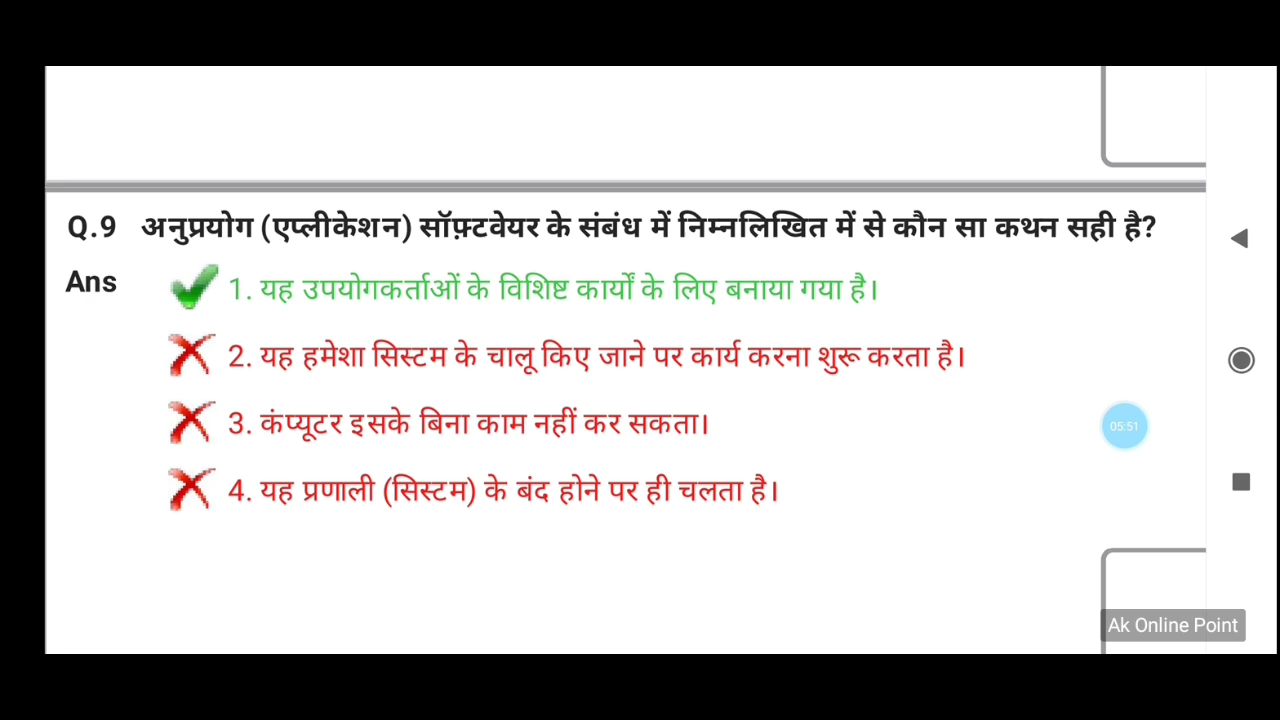 Q.9 अनुप्रयोग (एप्लीकेशन) सॉफ़्टवेयर के संबंध में निम्नलिखित में से कौन सा कथन सही है?
Ans 1. यह उपयोगकर्ताओं के विशिष्ट कार्यों के लिए बनाया गया है।
2. यह हमेशा सिस्टम के चालू किए जाने पर कार्य करना शुरू करता है।
3. कंप्यूटर इसके बिना काम नहीं कर सकता।
05:51
4. यह प्रणाली (सिस्टम) के बंद होने पर ही चलता है।
Ak Online Point